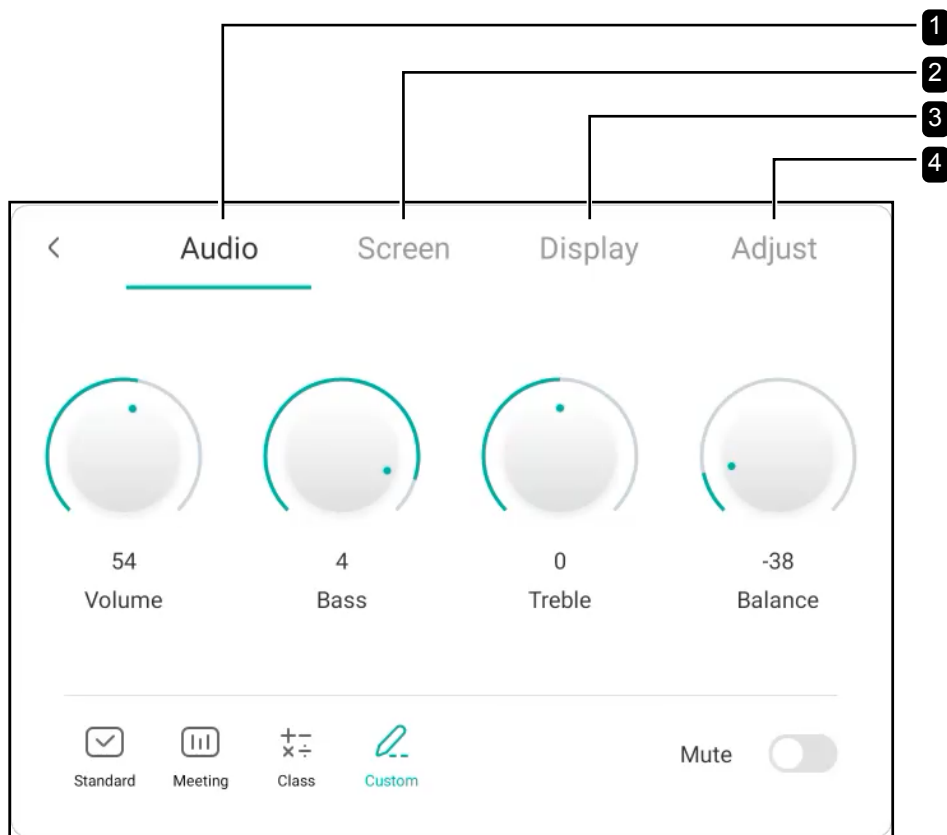 1
2
3
4
Audio Screen Display Adjust
54 4 0 -38
Volume Bass Treble Balance
Standard Meeting Class Custom Mute